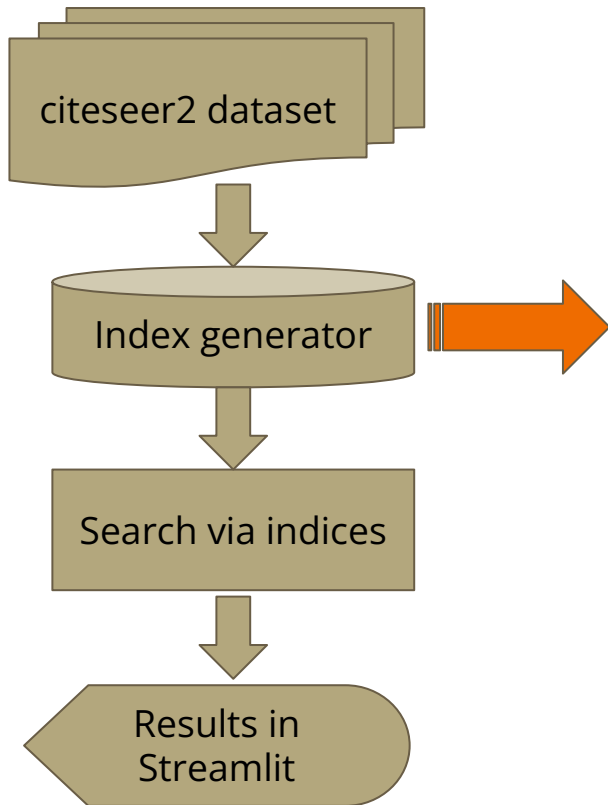 citeseer2 dataset
Index generator
Search via indices
Results in
Streamlit